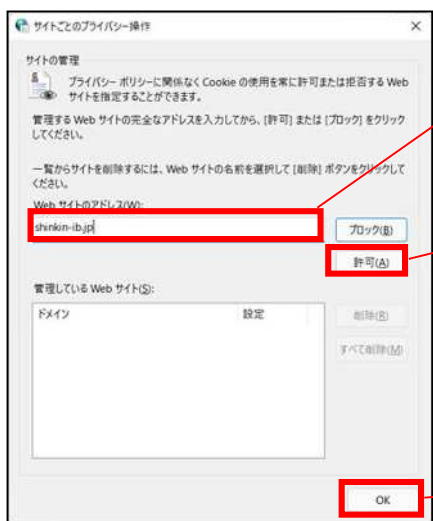 サイトごとのプライバシー操作
サイトの管理
プライバシー ポリシーに関係なく Cookie の使用を常に許可または拒否する Web
サイトを指定することができます。
管理する Web サイトの完全なアドレスを入力してから、[許可] または [ブロック] をクリック
してください。
一覧からサイトを削除するには、Web サイトの名前を選択して [削除] ボタンをクリックして
ください。
Web サイトのアドレス(W):
shinkin-ib.jp
ブロック(B)
許可(A)
管理している Web サイト(S):
ドメイン 設定
削除(R)
すべて削除(M)
OK